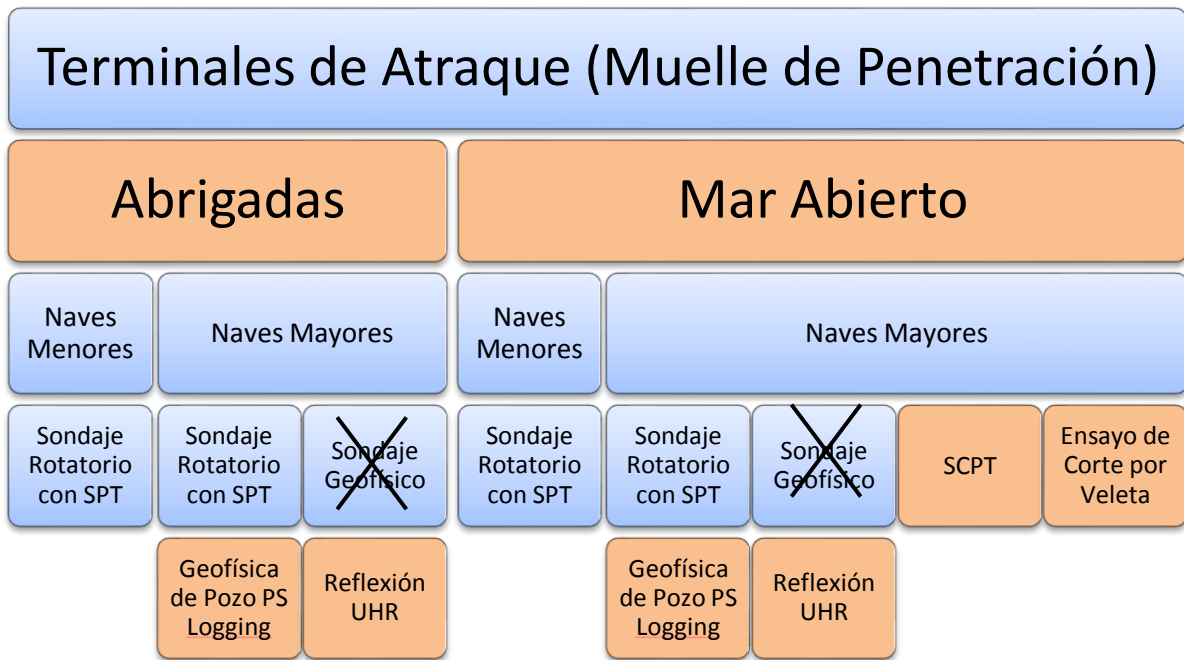 Terminales de Atraque (Muelle de Penetración)
Abrigadas
Mar Abierto
Naves
Menores
Naves Mayores
Naves
Menores
Naves Mayores
Sondaje
Rotatorio
con SPT
Sondaje
Rotatorio
con SPT
Sondaje
Geofísico
Sondaje
Rotatorio
con SPT
Sondaje
Rotatorio
con SPT
Sondaje
Geofísico
SCPT
Ensayo de
Corte por
Veleta
Geofísica
de Pozo PS
Logging
Reflexión
UHR
Geofísica
de Pozo PS
Logging
Reflexión
UHR